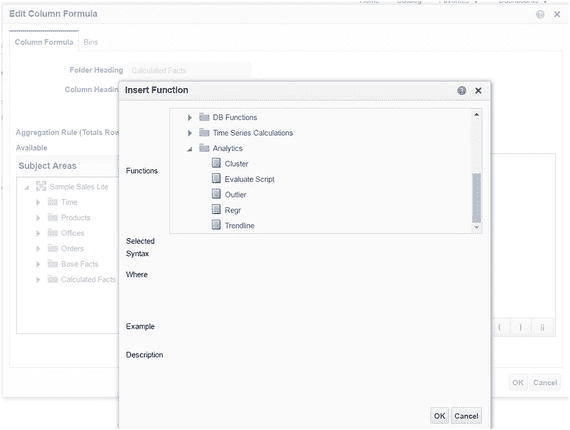 Home Catalog Favorites Dashboards
Edit Column Formula
Column Formula Bins
Folder Heading Calculated Facts
Column Heading
Aggregation Rule (Totals Row
Available
Subject Areas
Sample Sales Lite
Time
Products
Offices
Orders
Base Facts
Calculated Facts
Insert Function
Functions
DB Functions
Time Series Calculations
Analytics
Cluster
Evaluate Script
Outlier
Regr
Trendline
Selected
Syntax
Where
Example
Description
OK Cancel
( ) ||
OK Cancel